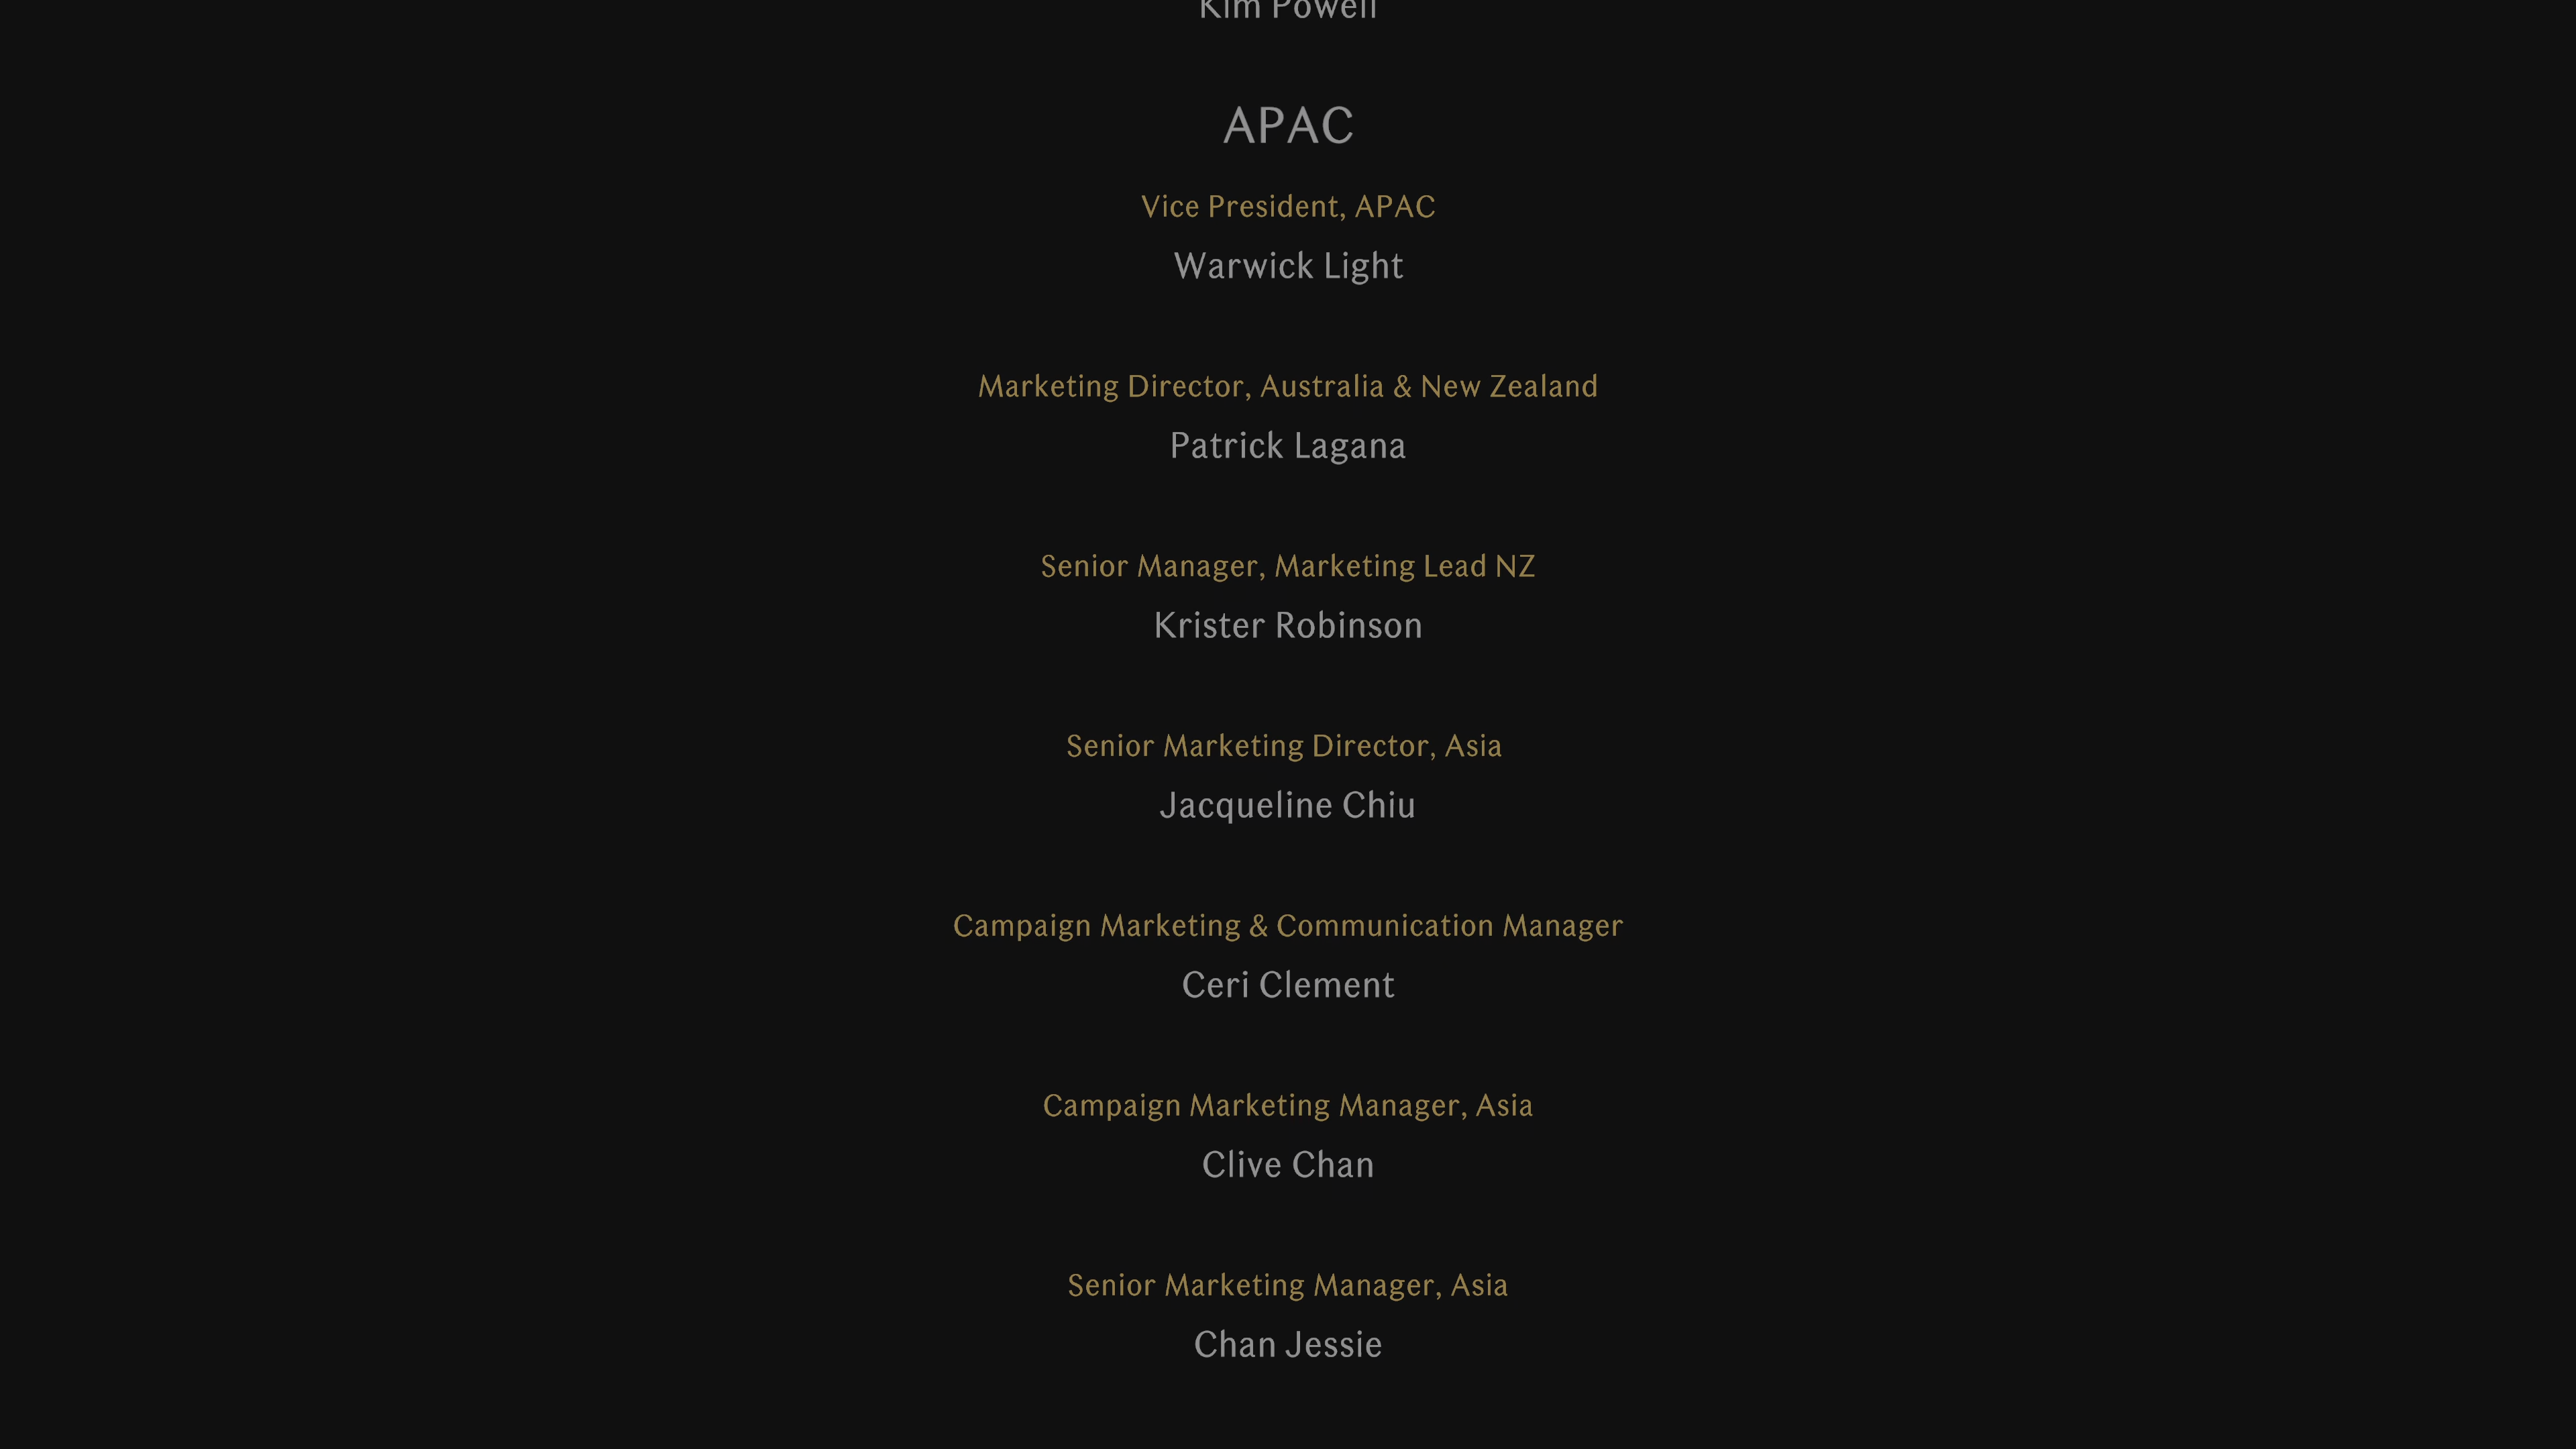 Kim Powell
APAC
Vice President, APAC
Warwick Light
Marketing Director, Australia & New Zealand
Patrick Lagana
Senior Manager, Marketing Lead NZ
Krister Robinson
Senior Marketing Director, Asia
Jacqueline Chiu
Campaign Marketing & Communication Manager
Ceri Clement
Campaign Marketing Manager, Asia
Clive Chan
Senior Marketing Manager, Asia
Chan Jessie